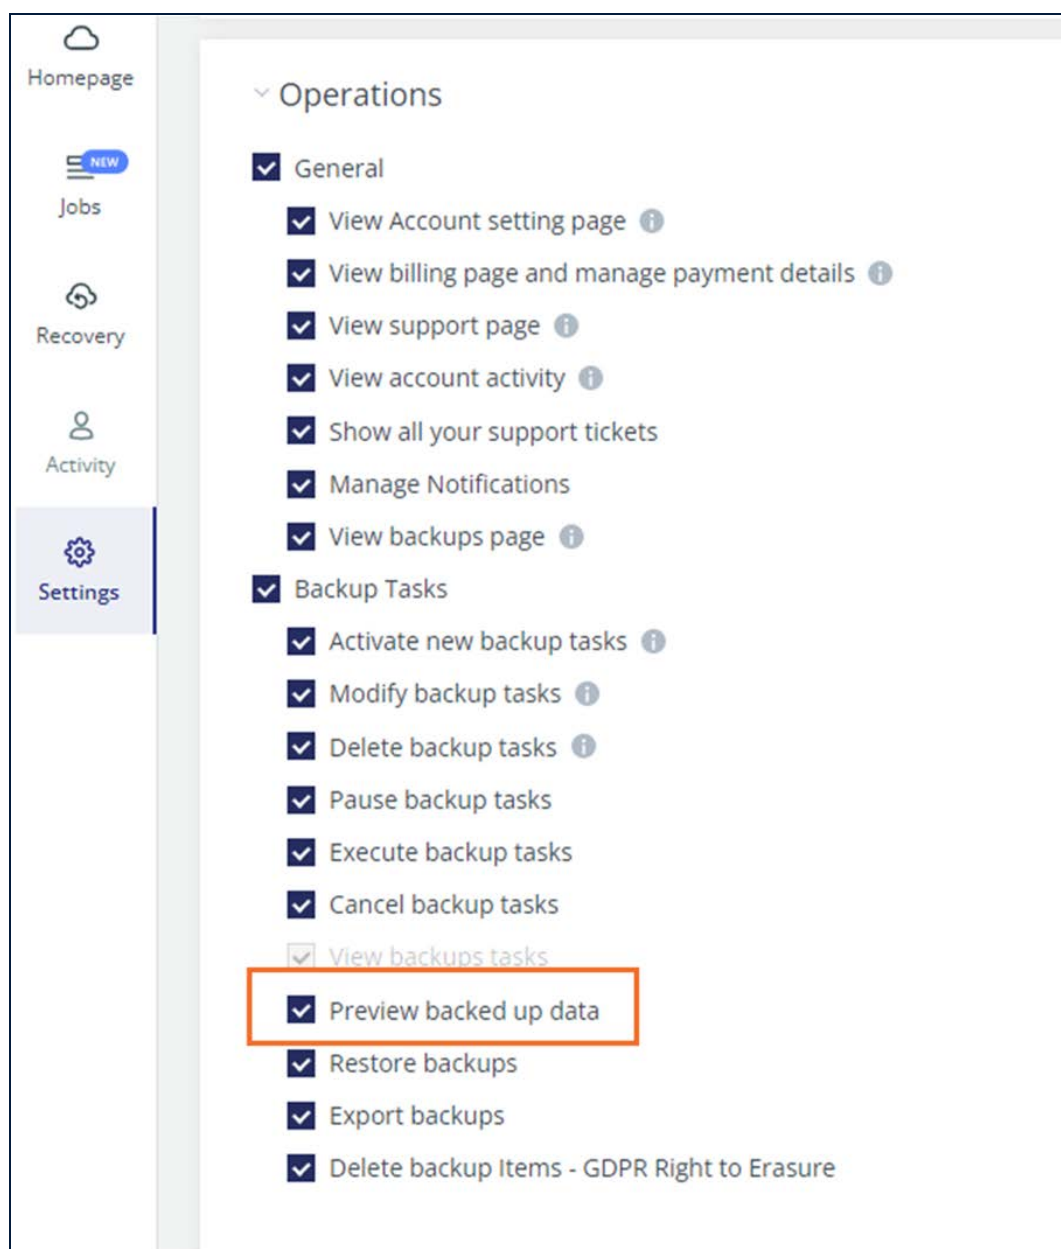 Homepage
NEW
Jobs
Recovery
Activity
Settings
Operations
General
View Account setting page
View billing page and manage payment details
View support page
View account activity
Show all your support tickets
Manage Notifications
View backups page
Backup Tasks
Activate new backup tasks
Modify backup tasks
Delete backup tasks
Pause backup tasks
Execute backup tasks
Cancel backup tasks
View backups tasks
Preview backed up data
Restore backups
Export backups
Delete backup Items - GDPR Right to Erasure